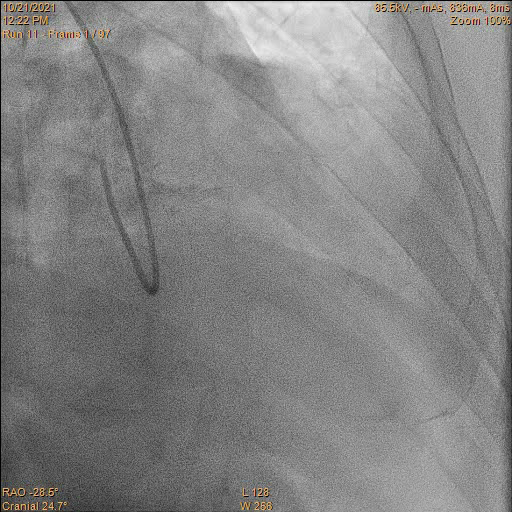 10/21/2021
85.5kV, - mAs, 836mA, 8ms
12:22 PM
Zoom 100%
Run 11 - Frame 1 / 97
RAO -28.5°
L 128
Cranial 24.7°
W 256